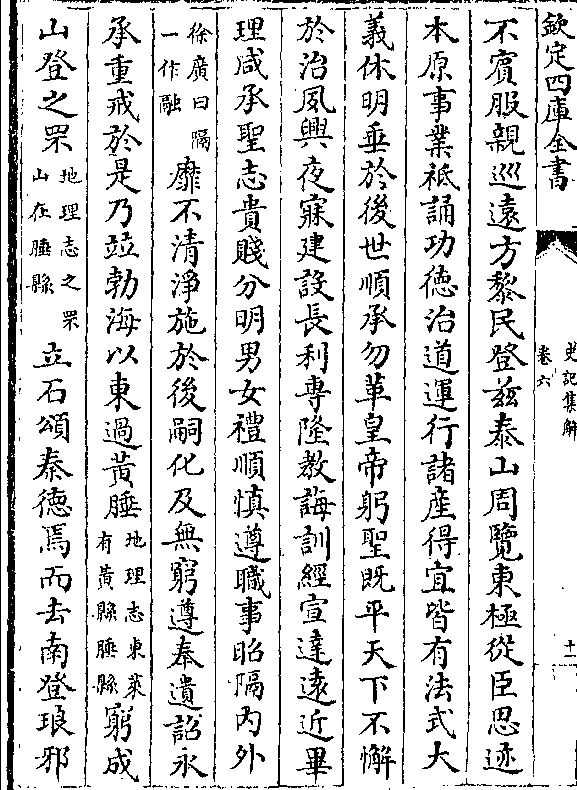 欽定四庫全書
史記集解
卷六
十一
不賓服親巡遠方黎民登兹泰山周覽東極從臣思迹
本原事業祗誦功德治道運行諸産得宜皆有法式大
義休明垂於後世順承勿革皇帝躬聖既平天下不懈
於治夙興夜寐建設長利専隆教誨訓經宣達遠近畢
理咸承聖志貴賤分明男女禮順慎遵職事昭隔内外
徐廣曰隔一作融靡不清淨施於後嗣化及無窮遵奉遺詔永
承重戒於是乃竝勃海以東過黄腄地理志東萊有黄縣腄縣窮成
山登之罘地理志之罘山在腄縣立石頌秦德焉而去南登琅邪